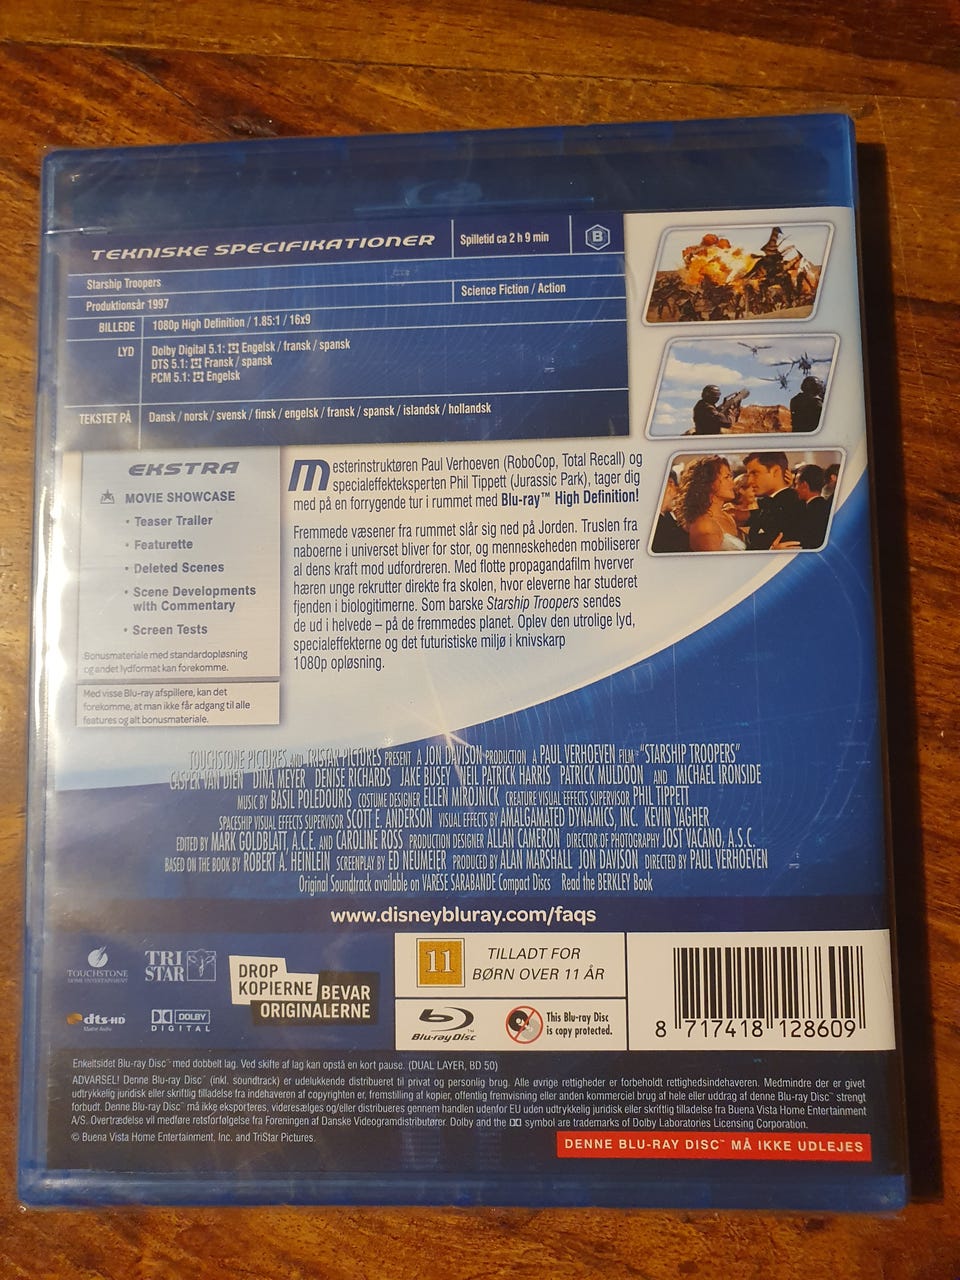 TEKNISKE SPECIFIKATIONER
Spilletid ca 2 h 9 min
B
Starship Troopers
Produktionsår 1997
Science Fiction / Action
BILLEDE 1080p High Definition / 1.85:1 / 16x9
LYD Dolby Digital 5.1: Engelsk / fransk / spansk
DTS 5.1: Fransk / spansk
PCM 5.1: Engelsk
TEKSTET PÅ Dansk / norsk / svensk / finsk / engelsk / fransk / spansk / islandsk / hollandsk
EKSTRA
MOVIE SHOWCASE
• Teaser Trailer
• Featurette
• Deleted Scenes
• Scene Developments
with Commentary
• Screen Tests
Bonusmateriale med standardopløsning
og andet lydformat kan forekomme.
Med visse Blu-ray afspillere, kan det
forekomme, at man ikke får adgang til alle
features og alt bonusmateriale.
Mesterinstruktøren Paul Verhoeven (RoboCop, Total Recall) og
specialeffekteksperten Phil Tippett (Jurassic Park), tager dig
med på en forrygende tur i rummet med Blu-ray™ High Definition!
Fremmede væsener fra rummet slår sig ned på Jorden. Truslen fra
naboerne i universet bliver for stor, og menneskeheden mobiliserer
al dens kraft mod udfordreren. Med flotte propagandafilm hverver
hæren unge rekrutter direkte fra skolen, hvor eleverne har studeret
fjenden i biologitimerne. Som barske Starship Troopers sendes
de ud i helvede – på de fremmedes planet. Oplev den utrolige lyd,
specialeffekterne og det futuristiske miljø i knivskarp
1080p opløsning.
TOUCHSTONE PICTURES AND TRISTAR PICTURES PRESENT A JON DAVISON PRODUCTION A PAUL VERHOEVEN FILM "STARSHIP TROOPERS"
CASPER VAN DIEN DINA MEYER DENISE RICHARDS JAKE BUSEY NEIL PATRICK HARRIS PATRICK MULDOON AND MICHAEL IRONSIDE
MUSIC BY BASIL POLEDOURIS COSTUME DESIGNER ELLEN MIROJNICK CREATURE VISUAL EFFECTS SUPERVISOR PHIL TIPPETT
SPACESHIP VISUAL EFFECTS SUPERVISOR SCOTT E. ANDERSON VISUAL EFFECTS BY AMALGAMATED DYNAMICS, INC. KEVIN YAGHER
EDITED BY MARK GOLDBLATT, A.C.E. AND CAROLINE ROSS PRODUCTION DESIGNER ALLAN CAMERON DIRECTOR OF PHOTOGRAPHY JOST VACANO, A.S.C.
BASED ON THE BOOK BY ROBERT A. HEINLEIN SCREENPLAY BY ED NEUMEIER PRODUCED BY ALAN MARSHALL JON DAVISON DIRECTED BY PAUL VERHOEVEN
Original Soundtrack available on VARESE SARABANDE Compact Discs Read the BERKLEY Book
www.disneybluray.com/faqs
TOUCHSTONE
HOME ENTERTAINMENT
TRI
STAR
DROP
KOPIERNE
BEVAR
ORIGINALERNE
dts-HD
Master Audio
DOLBY
DIGITAL
11
TILLADT FOR
BØRN OVER 11 ÅR
Blu-ray Disc™
This Blu-ray Disc
is copy protected.
8 717418 128609
Enkeltsidet Blu-ray Disc™ med dobbelt lag. Ved skifte af lag kan opstå en kort pause. (DUAL LAYER, BD 50)
ADVARSEL! Denne Blu-ray Disc™ (inkl. soundtrack) er udelukkende distribueret til privat og personlig brug. Alle øvrige rettigheder er forbeholdt rettighedsindehaveren. Medmindre der er givet
udtrykkelig juridisk eller skriftlig tilladelse fra indehaveren af copyrighten er, fremstilling af kopier, offentlig fremvisning eller anden kommerciel brug af hele eller uddrag af denne Blu-ray Disc™ strengt
forbudt. Denne Blu-ray Disc™ må ikke eksporteres, videresælges og/eller distribueres gennem handlen udenfor EU uden udtrykkelig juridisk eller skriftlig tilladelse fra Buena Vista Home Entertainment
A/S. Overtrædelse vil medføre retsforfølgelse fra Foreningen af Danske Videogramdistributører. Dolby and the symbol are trademarks of Dolby Laboratories Licensing Corporation.
© Buena Vista Home Entertainment, Inc. and TriStar Pictures.
DENNE BLU-RAY DISC™ MÅ IKKE UDLEJES